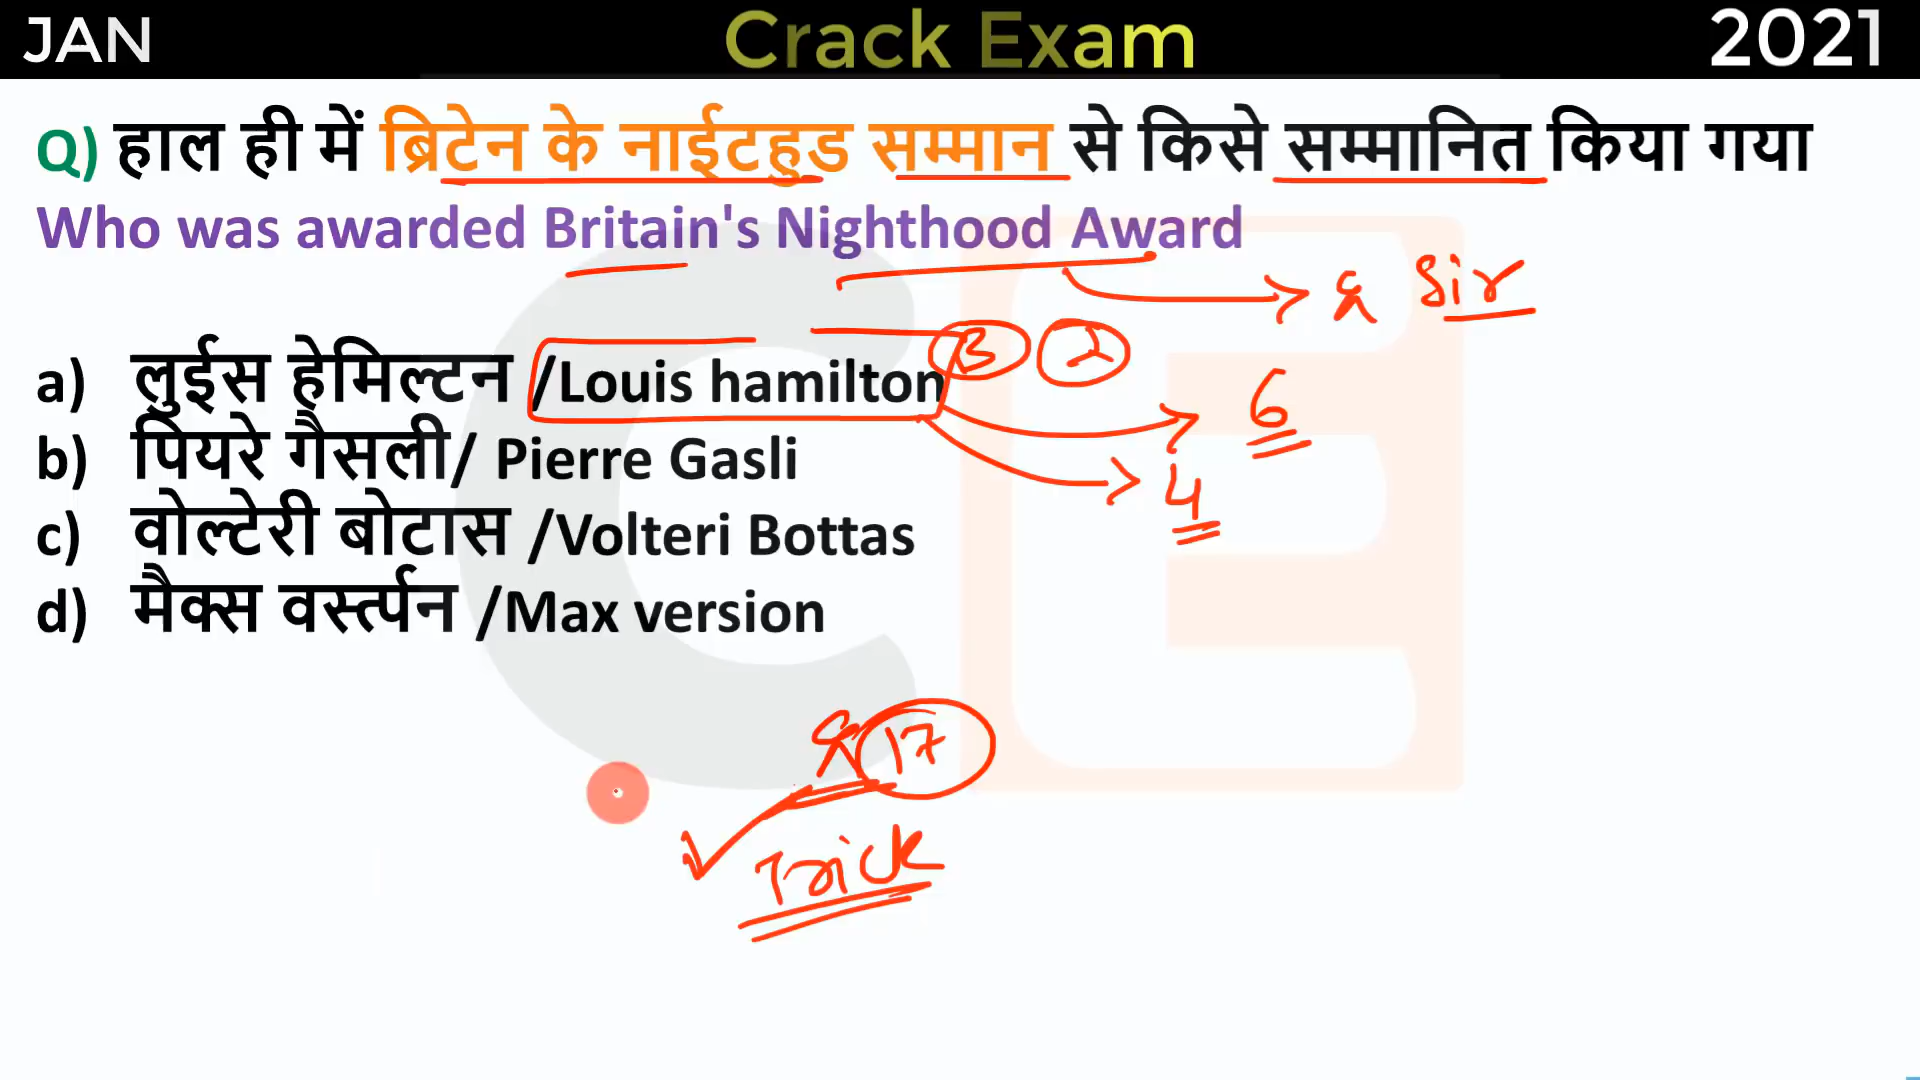 JAN Crack Exam 2021
Q) हाल ही में ब्रिटेन के नाईटहुड सम्मान से किसे सम्मानित किया गया
Who was awarded Britain's Nighthood Award
Sir
a) लुईस हेमिल्टन /Louis hamilton
6
b) पियरे गैसली/ Pierre Gasli
4
c) वोल्टेरी बोटास /Volteri Bottas
d) मैक्स वर्स्त्पन /Max version
17
Trick